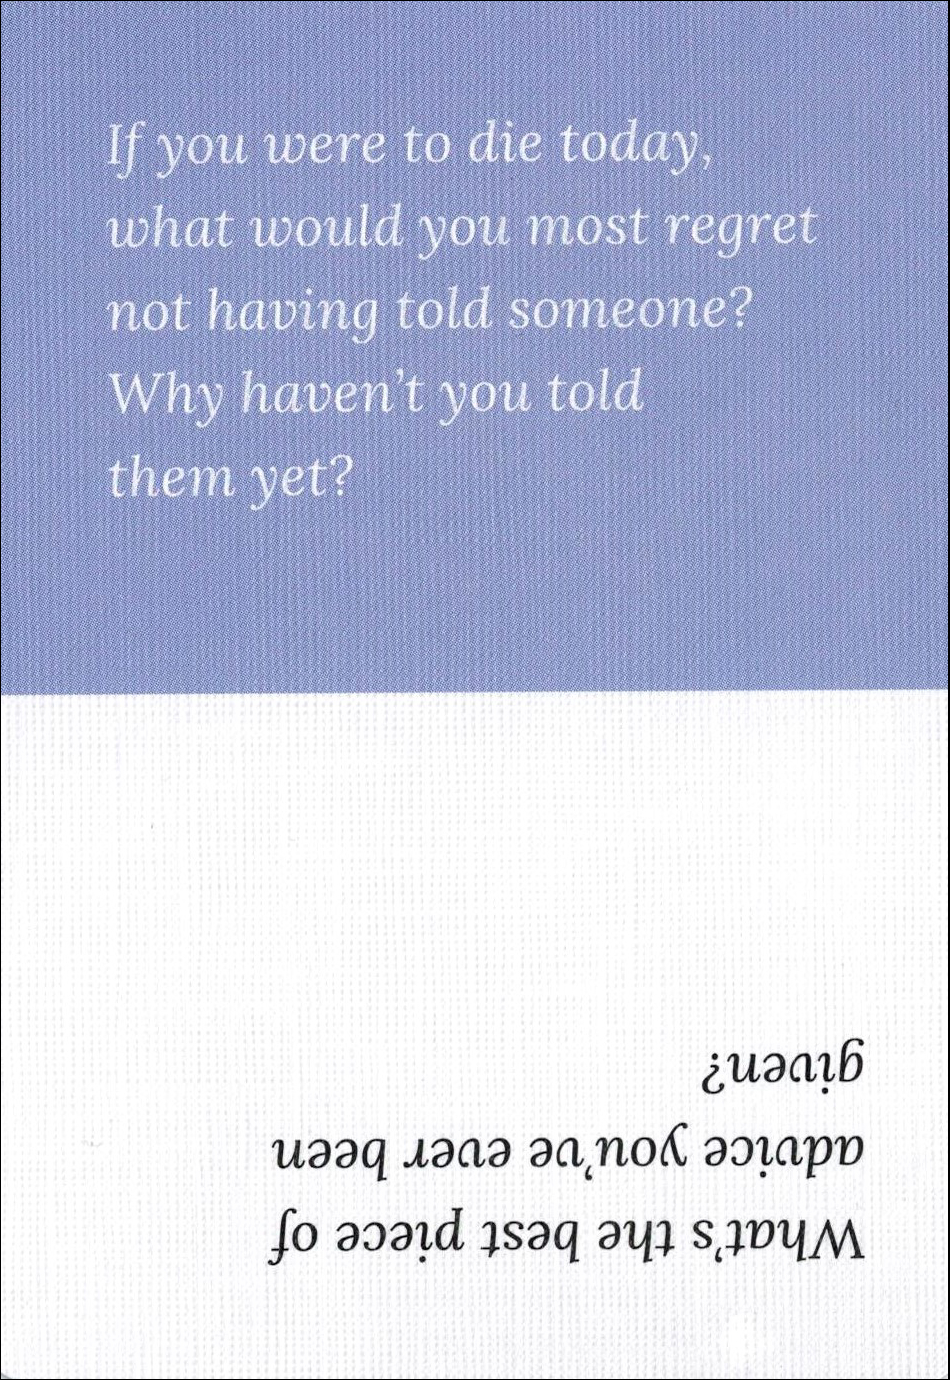 If you were to die today,
what would you most regret
not having told someone?
Why haven’t you told
them yet?
What’s the best piece of
advice you’ve ever been
given?